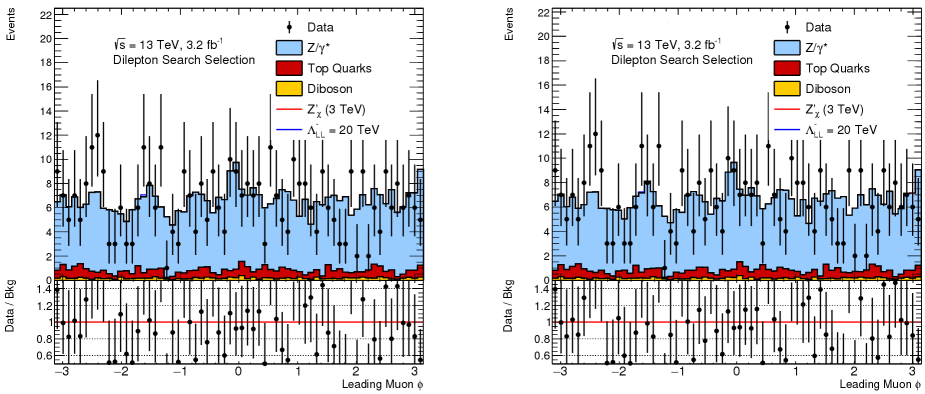 Events
22
20
18
16
14
12
10
8
6
4
2
0
√s = 13 TeV, 3.2 fb⁻¹
Dilepton Search Selection
Data
Z/γ*
Top Quarks
Diboson
Z'χ (3 TeV)
Λ⁻LL = 20 TeV
Data / Bkg
1.4
1.2
1
0.8
0.6
−3 −2 −1 0 1 2 3
Leading Muon ϕ
Events
22
20
18
16
14
12
10
8
6
4
2
0
√s = 13 TeV, 3.2 fb⁻¹
Dilepton Search Selection
Data
Z/γ*
Top Quarks
Diboson
Z'χ (3 TeV)
Λ⁻LL = 20 TeV
Data / Bkg
1.4
1.2
1
0.8
0.6
−3 −2 −1 0 1 2 3
Leading Muon ϕ